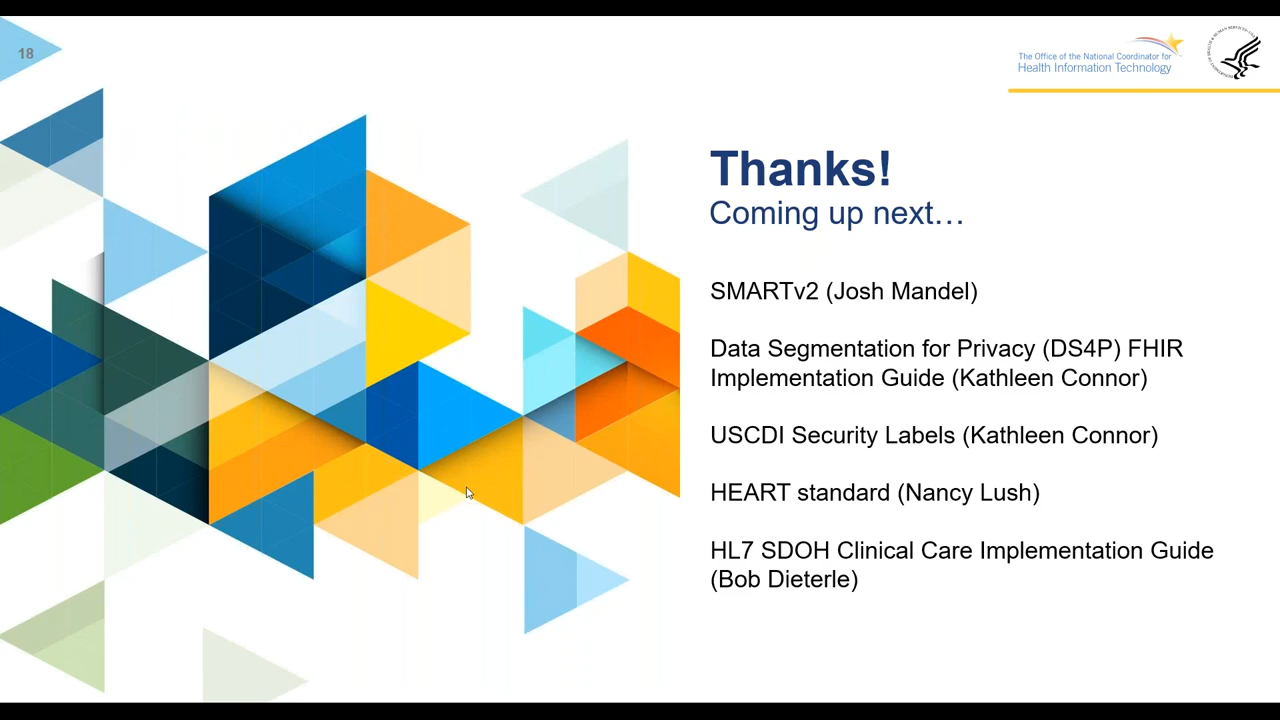 18
The Office of the National Coordinator for
Health Information Technology
Thanks!
Coming up next…
SMARTv2 (Josh Mandel)
Data Segmentation for Privacy (DS4P) FHIR
Implementation Guide (Kathleen Connor)
USCDI Security Labels (Kathleen Connor)
HEART standard (Nancy Lush)
HL7 SDOH Clinical Care Implementation Guide
(Bob Dieterle)